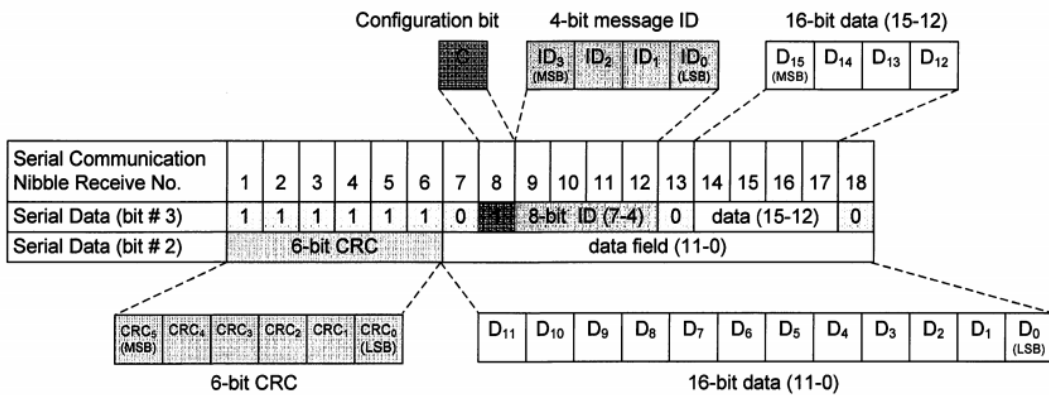 Configuration bit 4-bit message ID 16-bit data (15-12)
C ID3 ID2 ID1 ID0 D15 D14 D13 D12
(MSB) (LSB) (MSB)
Serial Communication
Nibble Receive No. 1 2 3 4 5 6 7 8 9 10 11 12 13 14 15 16 17 18
Serial Data (bit # 3) 1 1 1 1 1 1 0 1 8-bit ID (7-4) 0 data (15-12) 0
Serial Data (bit # 2) 6-bit CRC data field (11-0)
CRC5 CRC4 CRC3 CRC2 CRC1 CRC0 D11 D10 D9 D8 D7 D6 D5 D4 D3 D2 D1 D0
(MSB) (LSB) (LSB)
6-bit CRC 16-bit data (11-0)